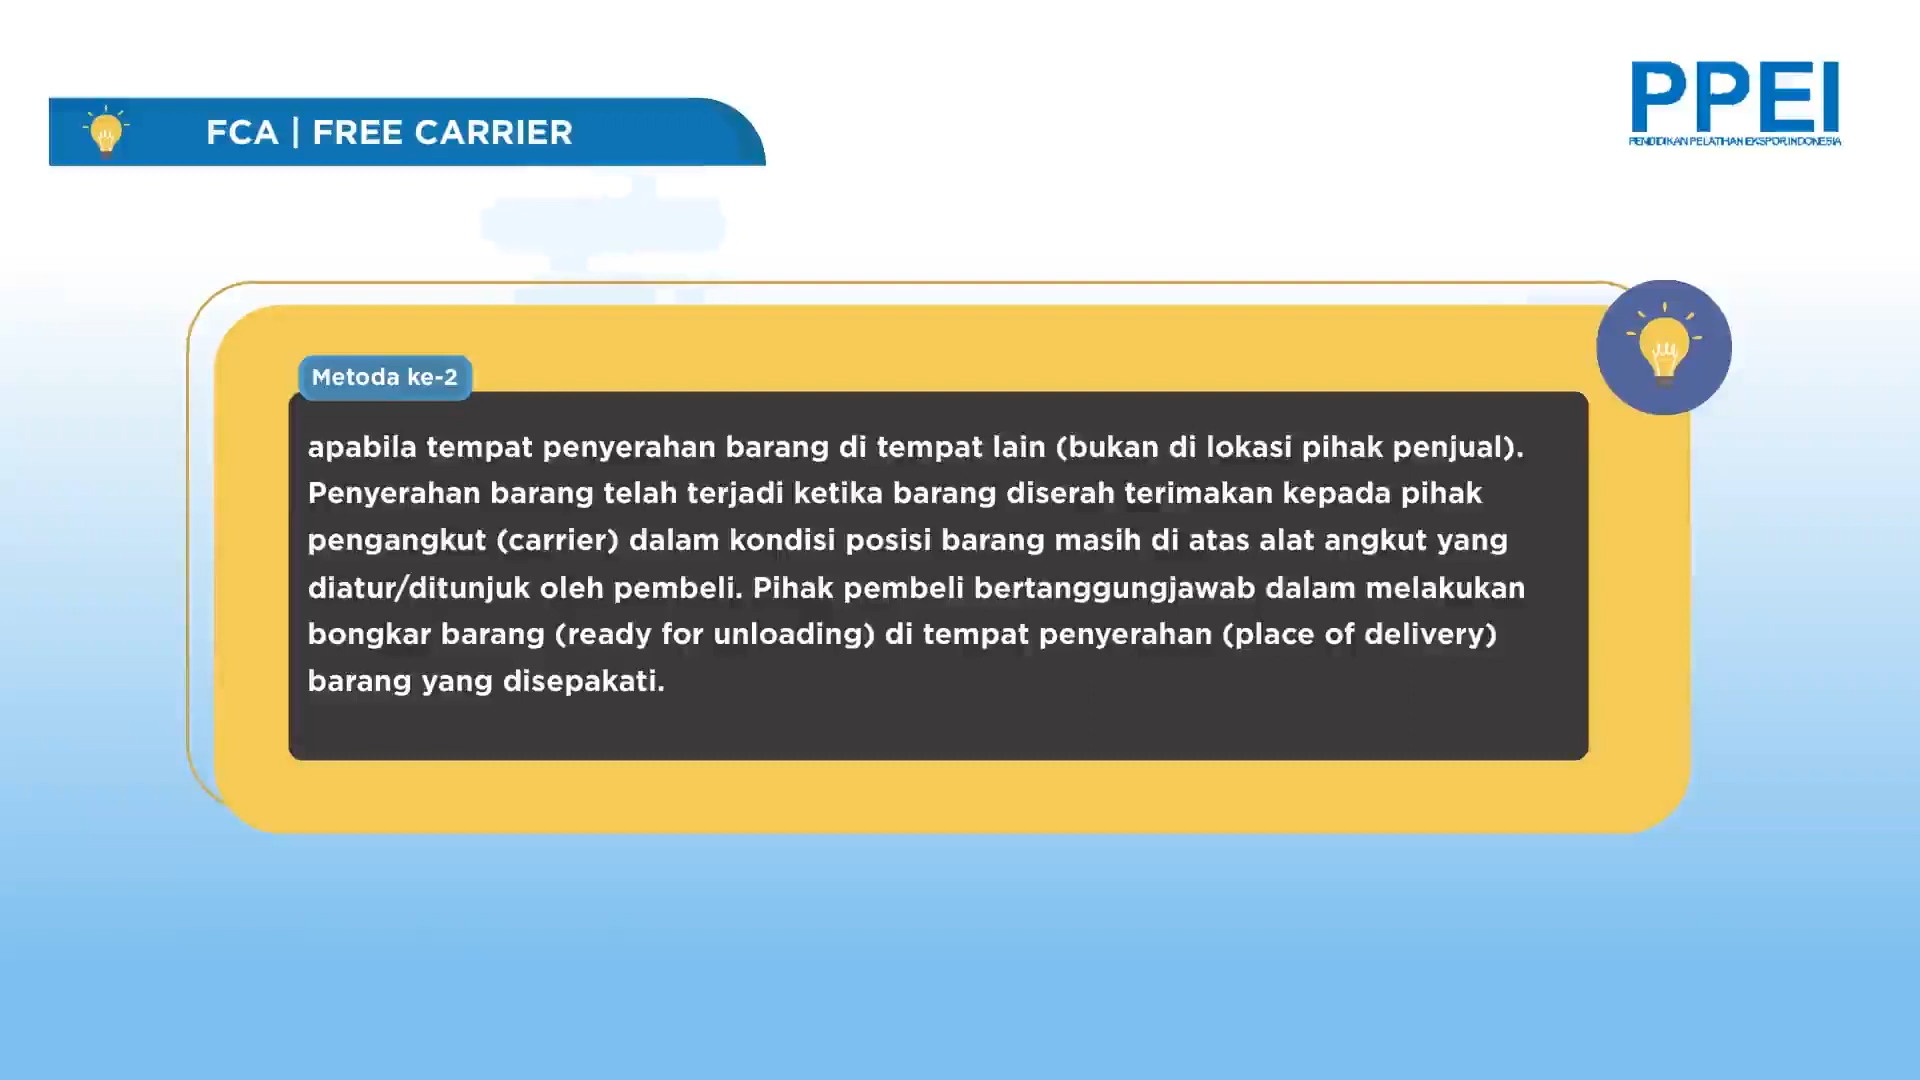 PPEI
PENDIDIKAN PELATIHAN EKSPOR INDONESIA
FCA | FREE CARRIER
Metoda ke-2
apabila tempat penyerahan barang di tempat lain (bukan di lokasi pihak penjual).
Penyerahan barang telah terjadi ketika barang diserah terimakan kepada pihak
pengangkut (carrier) dalam kondisi posisi barang masih di atas alat angkut yang
diatur/ditunjuk oleh pembeli. Pihak pembeli bertanggungjawab dalam melakukan
bongkar barang (ready for unloading) di tempat penyerahan (place of delivery)
barang yang disepakati.